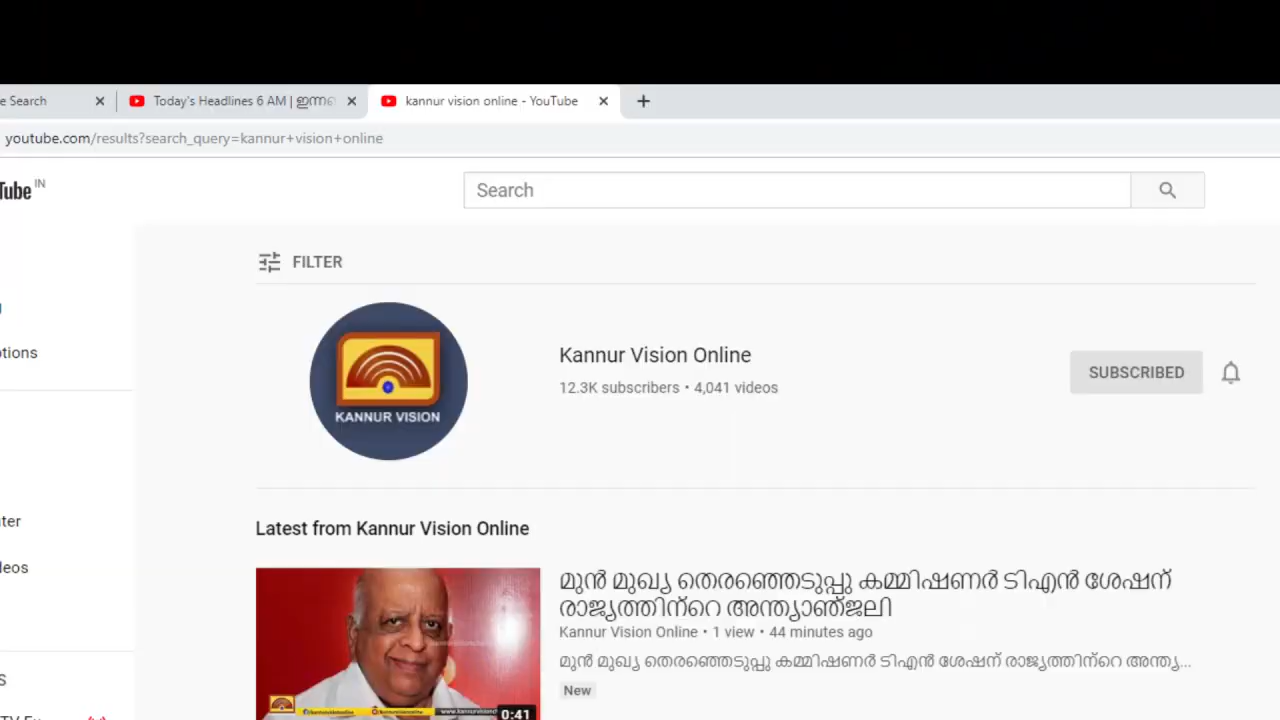 e Search
Today's Headlines 6 AM | ഇന്നെ
kannur vision online - YouTube
youtube.com/results?search_query=kannur+vision+online
Tube IN
Search
FILTER
KANNUR VISION
Kannur Vision Online
12.3K subscribers • 4,041 videos
SUBSCRIBED
otions
ter
leos
Latest from Kannur Vision Online
മുൻ മുഖ്യ തെരഞ്ഞെടുപ്പു കമ്മിഷണർ ടിഎൻ ശേഷന്
രാജ്യത്തിന്റെ അന്ത്യാഞ്ജലി
Kannur Vision Online • 1 view • 44 minutes ago
മുൻ മുഖ്യ തെരഞ്ഞെടുപ്പു കമ്മിഷണർ ടിഎൻ ശേഷന് രാജ്യത്തിന്റെ അന്ത്യ...
New
S
0:41